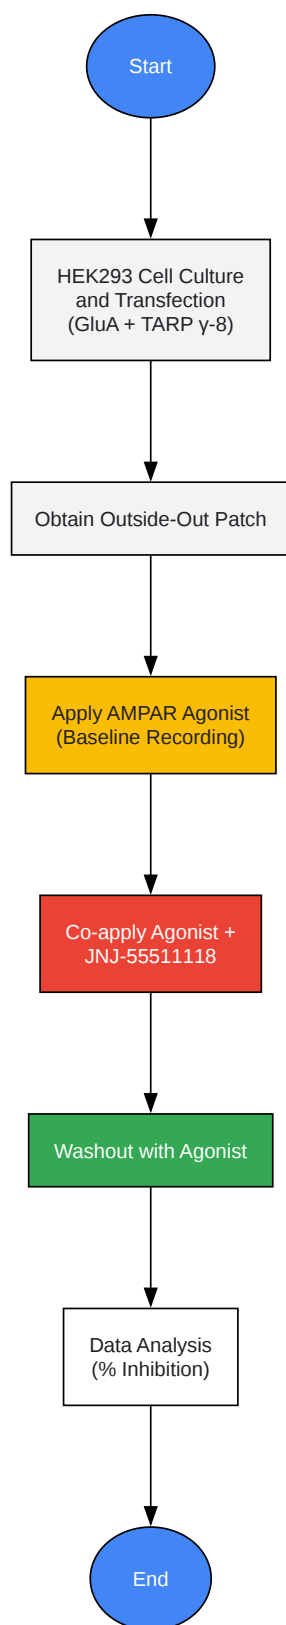 Start
HEK293 Cell Culture
and Transfection
(GluA + TARP γ-8)
Obtain Outside-Out Patch
Apply AMPAR Agonist
(Baseline Recording)
Co-apply Agonist +
JNJ-55511118
Washout with Agonist
Data Analysis
(% Inhibition)
End